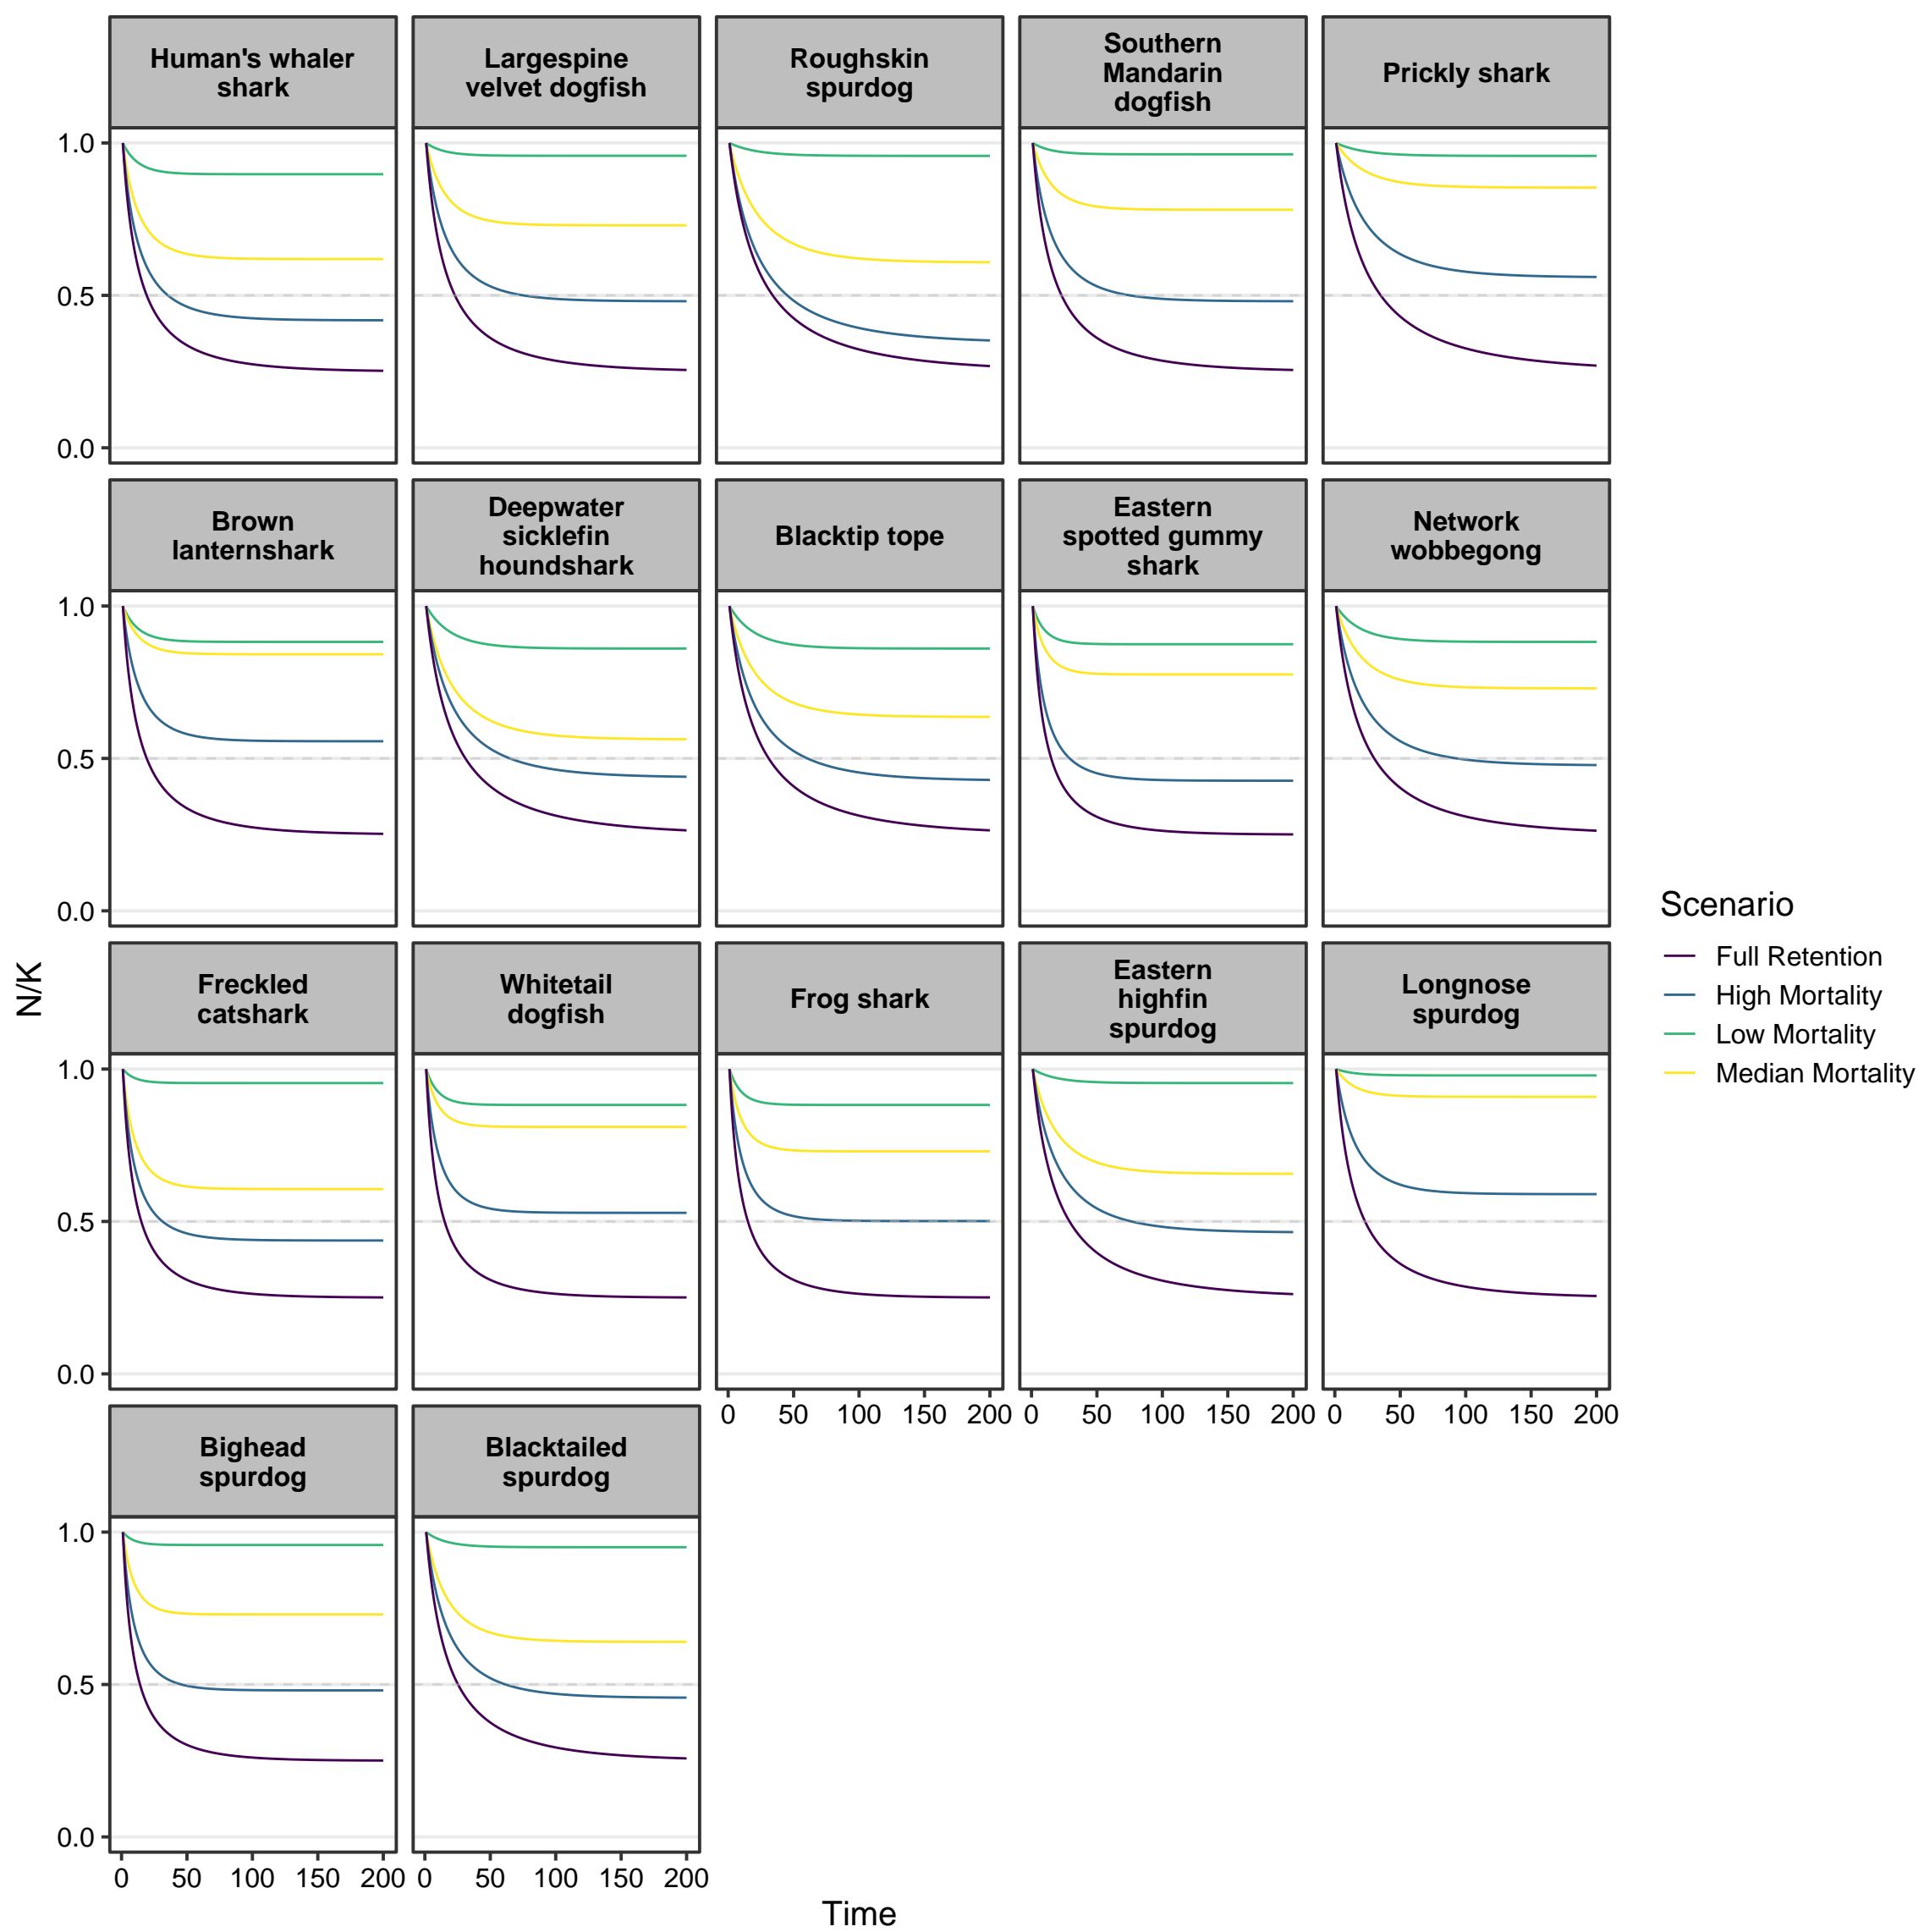 Human's whaler
shark
Largespine
velvet dogfish
Roughskin
spurdog
Southern
Mandarin
dogfish
Prickly shark
1.0
0.5
0.0
Brown
lanternshark
Deepwater
sicklefin
houndshark
Blacktip tope
Eastern
spotted gummy
shark
Network
wobbegong
1.0
0.5
0.0
Freckled
catshark
Whitetail
dogfish
Frog shark
Eastern
highfin
spurdog
Longnose
spurdog
1.0
0.5
0.0
0 50 100 150 200
0 50 100 150 200
0 50 100 150 200
Bighead
spurdog
Blacktailed
spurdog
1.0
0.5
0.0
0 50 100 150 200
0 50 100 150 200
Time
N/K
Scenario
Full Retention
High Mortality
Low Mortality
Median Mortality